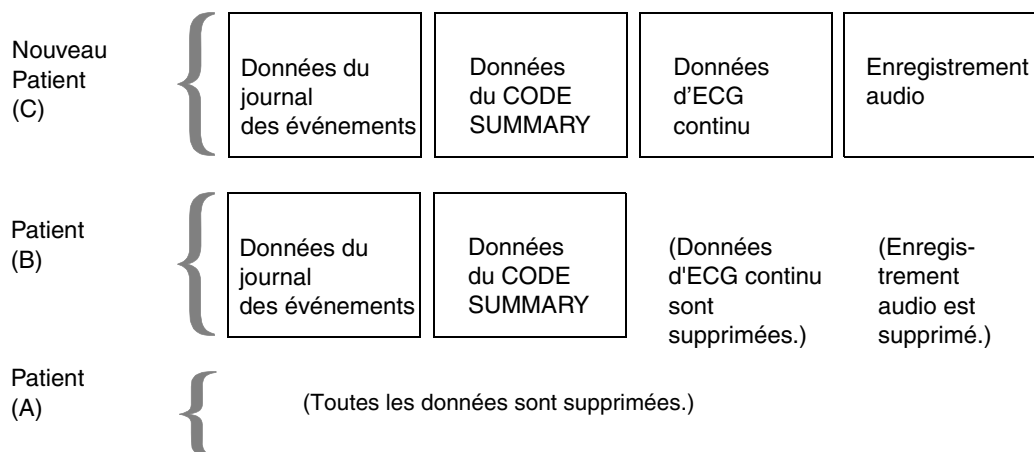 Nouveau
Patient
(C)
Données du
journal
des événements
Données
du CODE
SUMMARY
Données
d’ECG
continu
Enregistrement
audio
Patient
(B)
Données du
journal
des événements
Données
du CODE
SUMMARY
(Données
d'ECG continu
sont
supprimées.)
(Enregis-
trement
audio est
supprimé.)
Patient
(A)
(Toutes les données sont supprimées.)